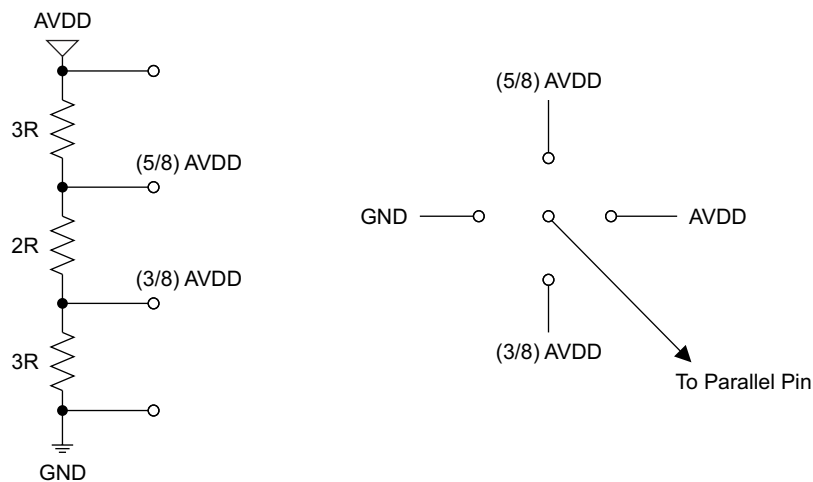 AVDD
3R
(5/8) AVDD
2R
(3/8) AVDD
3R
GND
(5/8) AVDD
GND
AVDD
(3/8) AVDD
To Parallel Pin